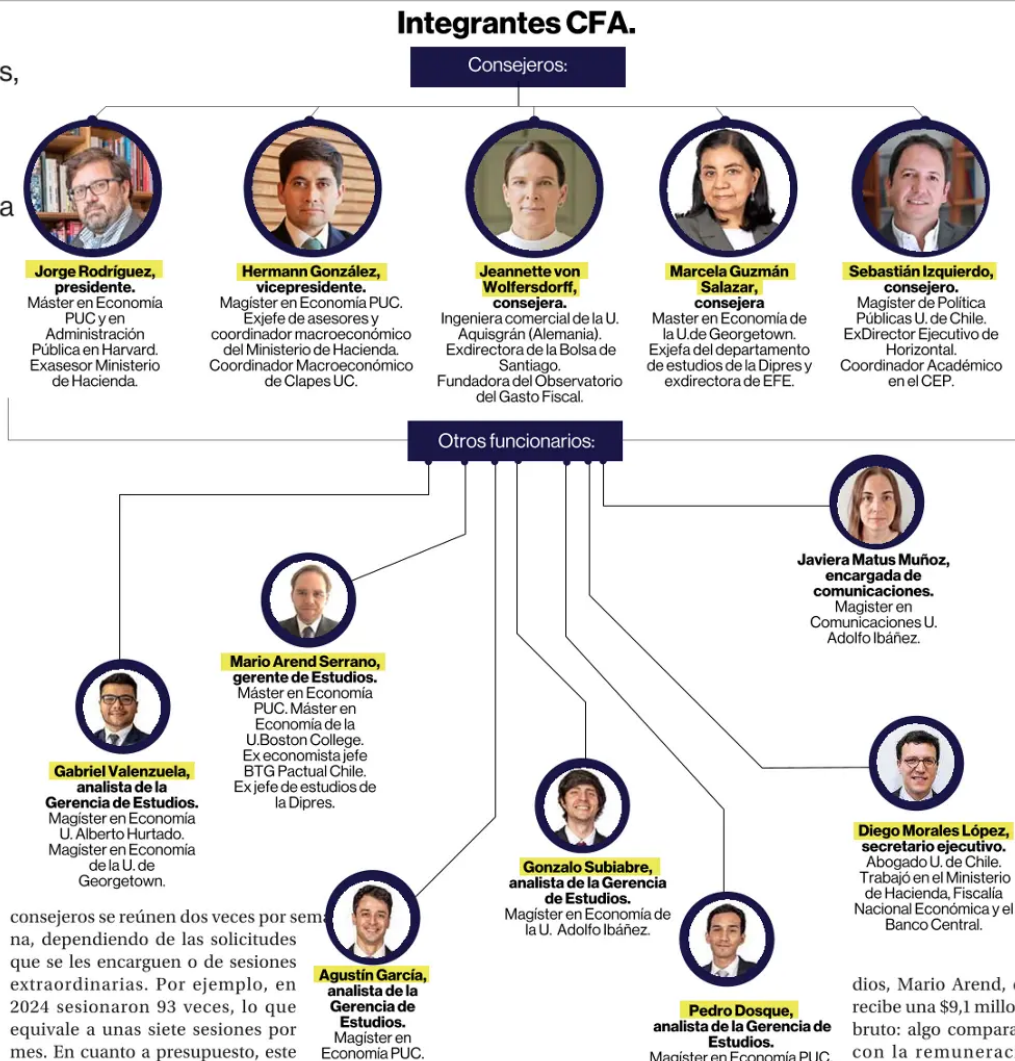 Integrantes CFA.
s,
a
Consejeros:
Jorge Rodríguez,
presidente.
Máster en Economía
PUC y en
Administración
Pública en Harvard.
Exasesor Ministerio
de Hacienda.
Hermann González,
vicepresidente.
Magíster en Economía PUC.
Exjefe de asesores y
coordinador macroeconómico
del Ministerio de Hacienda.
Coordinador Macroeconómico
de Clapes UC.
Jeannette von
Wolfersdorff,
consejera.
Ingeniera comercial de la U.
Aquisgrán (Alemania).
Exdirectora de la Bolsa de
Santiago.
Fundadora del Observatorio
del Gasto Fiscal.
Marcela Guzmán
Salazar,
consejera
Master en Economía de
la U.de Georgetown.
Exjefa del departamento
de estudios de la Dipres y
exdirectora de EFE.
Sebastián Izquierdo,
consejero.
Magíster de Política
Públicas U. de Chile.
ExDirector Ejecutivo de
Horizontal.
Coordinador Académico
en el CEP.
Otros funcionarios:
Javiera Matus Muñoz,
encargada de
comunicaciones.
Magister en
Comunicaciones U.
Adolfo Ibáñez.
Mario Arend Serrano,
gerente de Estudios.
Máster en Economía
PUC. Máster en
Economía de la
U.Boston College.
Ex economista jefe
BTG Pactual Chile.
Ex jefe de estudios de
la Dipres.
Gabriel Valenzuela,
analista de la
Gerencia de Estudios.
Magíster en Economía
U. Alberto Hurtado.
Magíster en Economía
de la U. de
Georgetown.
Diego Morales López,
secretario ejecutivo.
Abogado U. de Chile.
Trabajó en el Ministerio
de Hacienda, Fiscalía
Nacional Económica y el
Banco Central.
Gonzalo Subiabre,
analista de la Gerencia
de Estudios.
Magíster en Economía de
la U. Adolfo Ibáñez.
Agustín García,
analista de la
Gerencia de
Estudios.
Magíster en
Economía PUC.
Pedro Dosque,
analista de la Gerencia de
Estudios.
Magíster en Economía PUC
consejeros se reúnen dos veces por sema
na, dependiendo de las solicitudes
que se les encarguen o de sesiones
extraordinarias. Por ejemplo, en
2024 sesionaron 93 veces, lo que
equivale a unas siete sesiones por
mes. En cuanto a presupuesto, este
dios, Mario Arend,
recibe una $9,1 millo
bruto: algo compara
con la remunerac